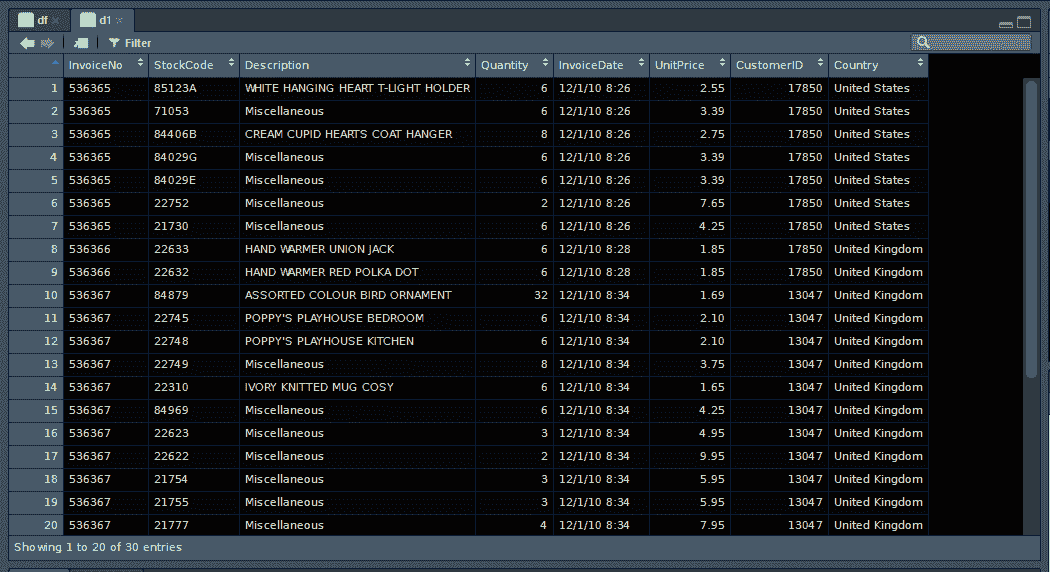 df × d1 ×
Filter
InvoiceNo StockCode Description Quantity InvoiceDate UnitPrice CustomerID Country
1 536365 85123A WHITE HANGING HEART T-LIGHT HOLDER 6 12/1/10 8:26 2.55 17850 United States
2 536365 71053 Miscellaneous 6 12/1/10 8:26 3.39 17850 United States
3 536365 84406B CREAM CUPID HEARTS COAT HANGER 8 12/1/10 8:26 2.75 17850 United States
4 536365 84029G Miscellaneous 6 12/1/10 8:26 3.39 17850 United States
5 536365 84029E Miscellaneous 6 12/1/10 8:26 3.39 17850 United States
6 536365 22752 Miscellaneous 2 12/1/10 8:26 7.65 17850 United States
7 536365 21730 Miscellaneous 6 12/1/10 8:26 4.25 17850 United States
8 536366 22633 HAND WARMER UNION JACK 6 12/1/10 8:28 1.85 17850 United Kingdom
9 536366 22632 HAND WARMER RED POLKA DOT 6 12/1/10 8:28 1.85 17850 United Kingdom
10 536367 84879 ASSORTED COLOUR BIRD ORNAMENT 32 12/1/10 8:34 1.69 13047 United Kingdom
11 536367 22745 POPPY'S PLAYHOUSE BEDROOM 6 12/1/10 8:34 2.10 13047 United Kingdom
12 536367 22748 POPPY'S PLAYHOUSE KITCHEN 6 12/1/10 8:34 2.10 13047 United Kingdom
13 536367 22749 Miscellaneous 8 12/1/10 8:34 3.75 13047 United Kingdom
14 536367 22310 IVORY KNITTED MUG COSY 6 12/1/10 8:34 1.65 13047 United Kingdom
15 536367 84969 Miscellaneous 6 12/1/10 8:34 4.25 13047 United Kingdom
16 536367 22623 Miscellaneous 3 12/1/10 8:34 4.95 13047 United Kingdom
17 536367 22622 Miscellaneous 2 12/1/10 8:34 9.95 13047 United Kingdom
18 536367 21754 Miscellaneous 3 12/1/10 8:34 5.95 13047 United Kingdom
19 536367 21755 Miscellaneous 3 12/1/10 8:34 5.95 13047 United Kingdom
20 536367 21777 Miscellaneous 4 12/1/10 8:34 7.95 13047 United Kingdom
Showing 1 to 20 of 30 entries